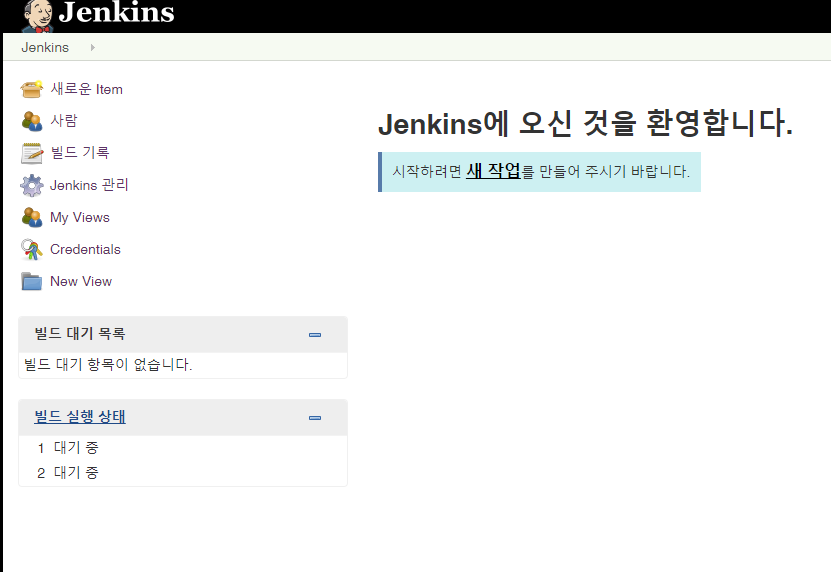 Jenkins
Jenkins
새로운 Item
사람
빌드 기록
Jenkins 관리
My Views
Credentials
New View
빌드 대기 목록
빌드 대기 항목이 없습니다.
빌드 실행 상태
1 대기 중
2 대기 중
Jenkins에 오신 것을 환영합니다.
시작하려면 새 작업를 만들어 주시기 바랍니다.